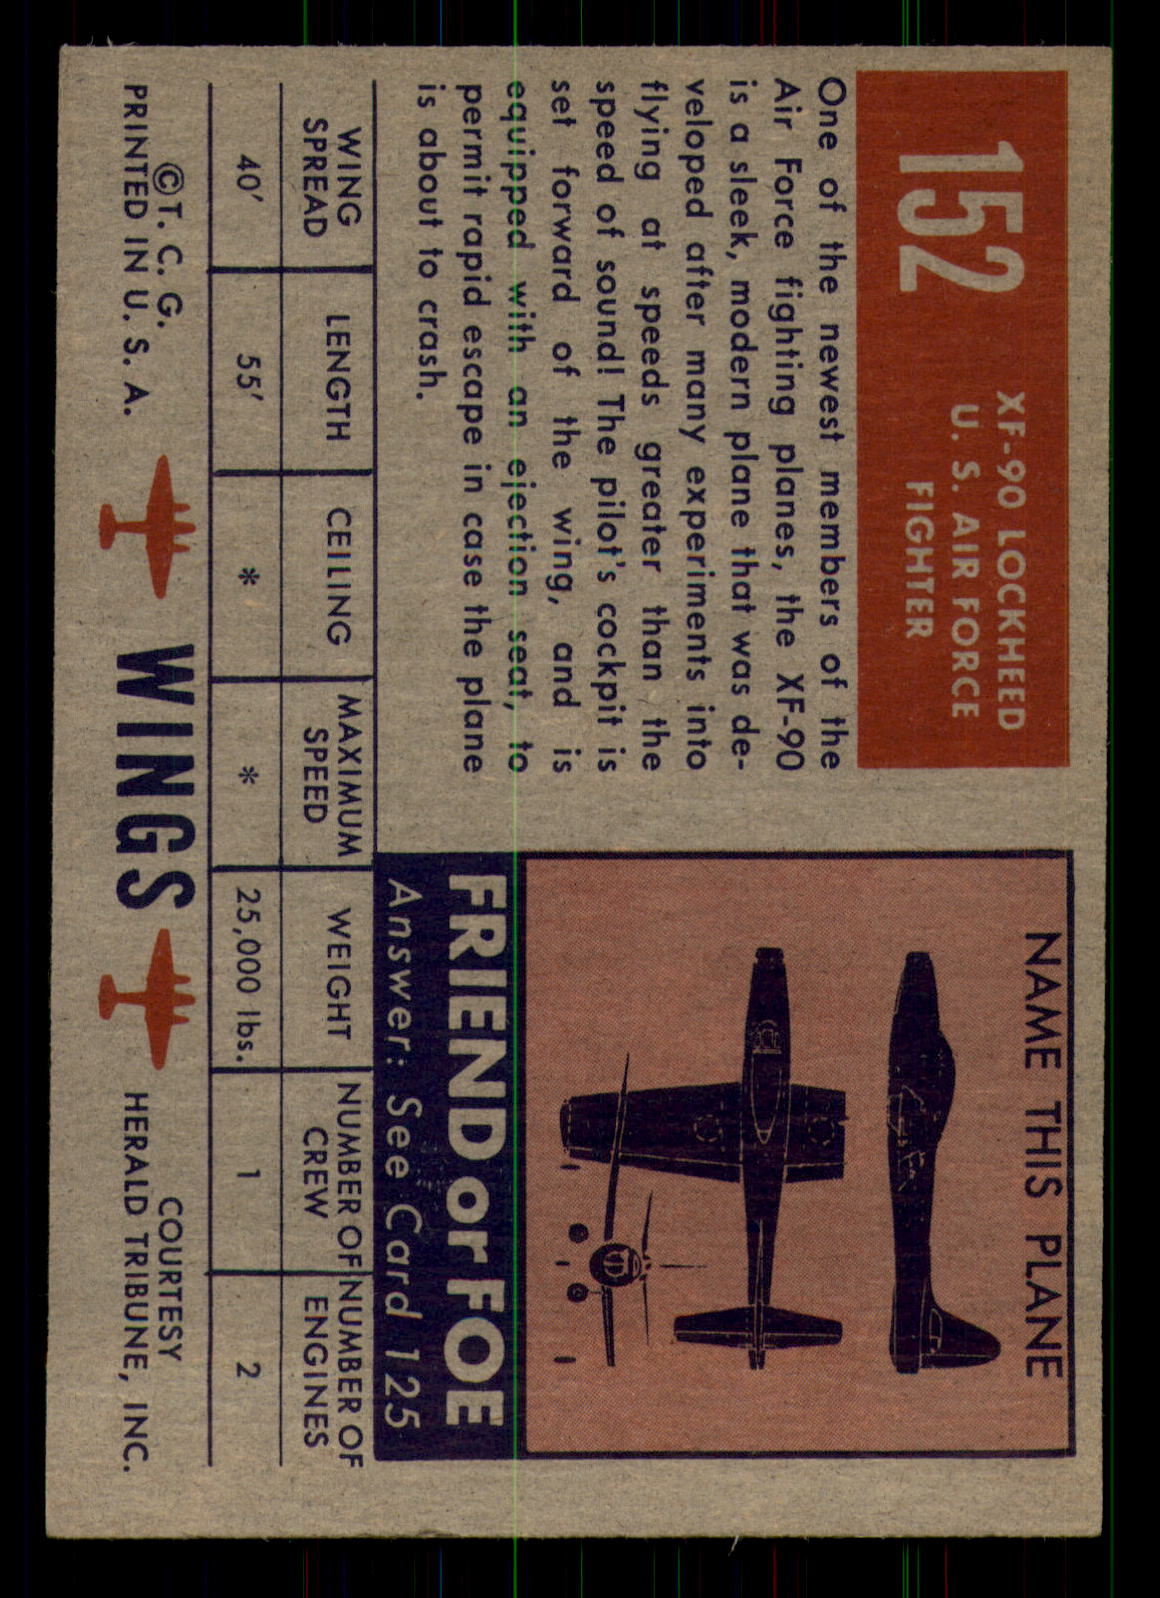 152
XF-90 LOCKHEED
U. S. AIR FORCE
FIGHTER
One of the newest members of the
Air Force fighting planes, the XF-90
is a sleek, modern plane that was de-
veloped after many experiments into
flying at speeds greater than the
speed of sound! The pilot's cockpit is
set forward of the wing, and is
equipped with an ejection seat, to
permit rapid escape in case the plane
is about to crash.
NAME THIS PLANE
FRIEND or FOE
Answer: See Card 125
WING SPREAD LENGTH CEILING MAXIMUM SPEED WEIGHT NUMBER OF CREW NUMBER OF ENGINES
40' 55' * * 25,000 lbs. 1 2
©T. C. G.
PRINTED IN U. S. A.
WINGS
COURTESY
HERALD TRIBUNE, INC.